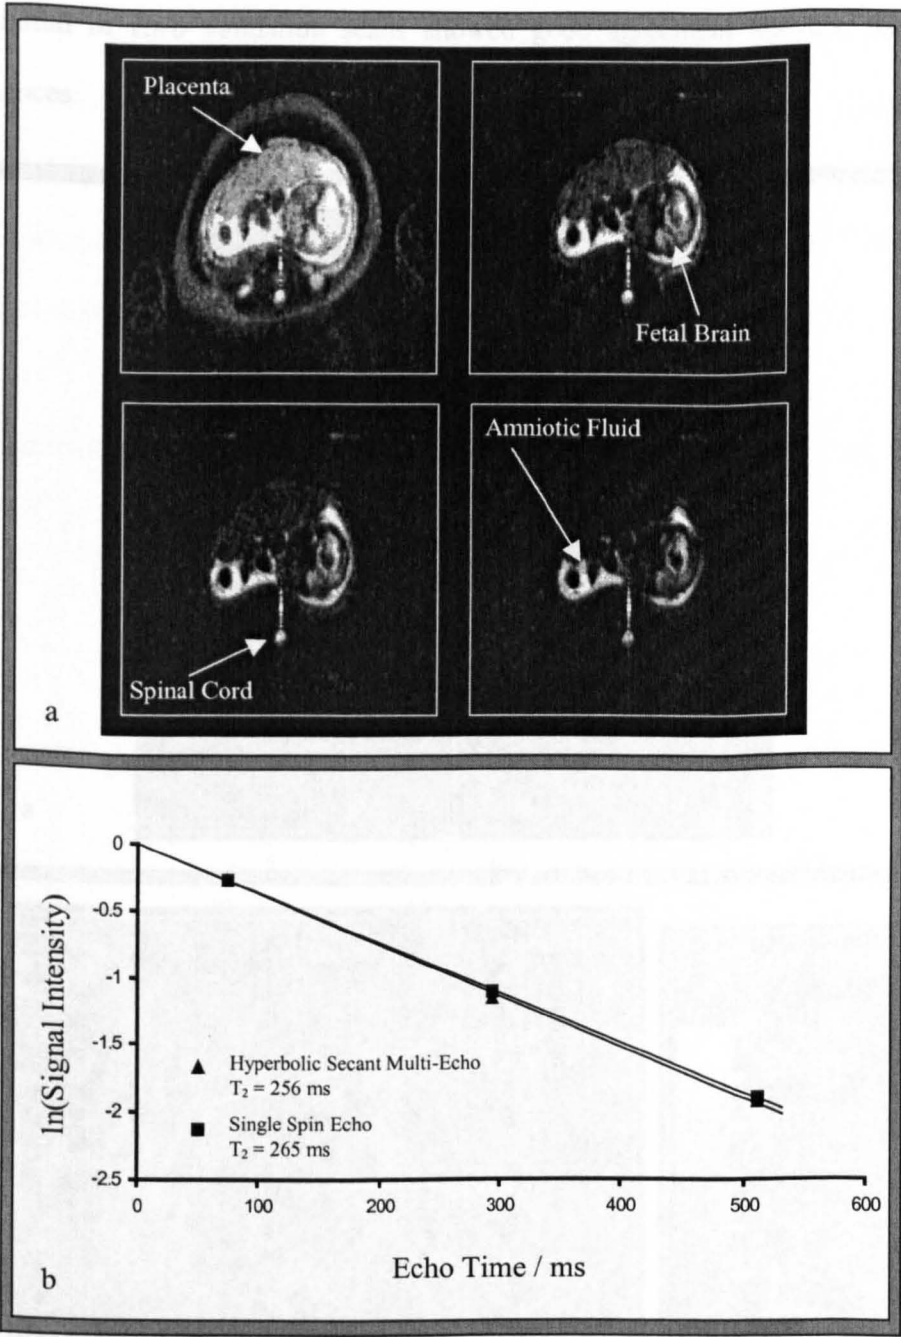 Placenta
Fetal Brain
Amniotic Fluid
Spinal Cord
a
0
-0.5
-1
-1.5
-2
-2.5
ln(Signal Intensity)
Hyperbolic Secant Multi-Echo
T₂ = 256 ms
Single Spin Echo
T₂ = 265 ms
0 100 200 300 400 500 600
Echo Time / ms
b